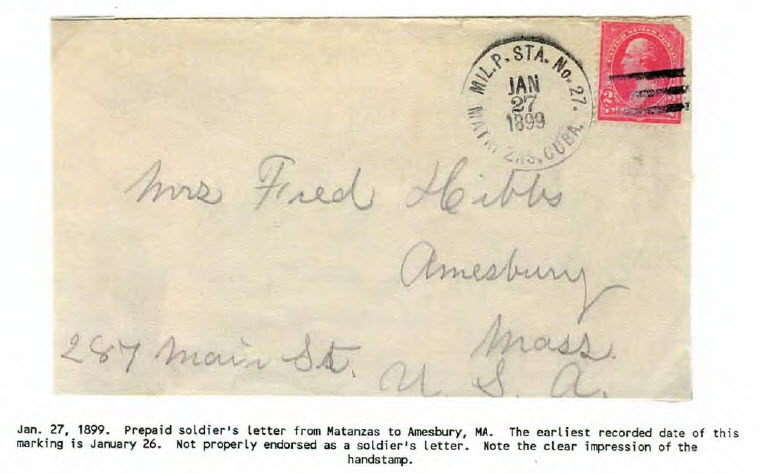 MIL.P. STA. No. 27.
MATANZAS, CUBA.
JAN
27
1899
2
Mrs Fred Hibbs
Amesbury
Mass.
287 Main St.
U. S. A.
Jan. 27, 1899. Prepaid soldier's letter from Matanzas to Amesbury, MA. The earliest recorded date of this
marking is January 26. Not properly endorsed as a soldier's letter. Note the clear impression of the
handstamp.